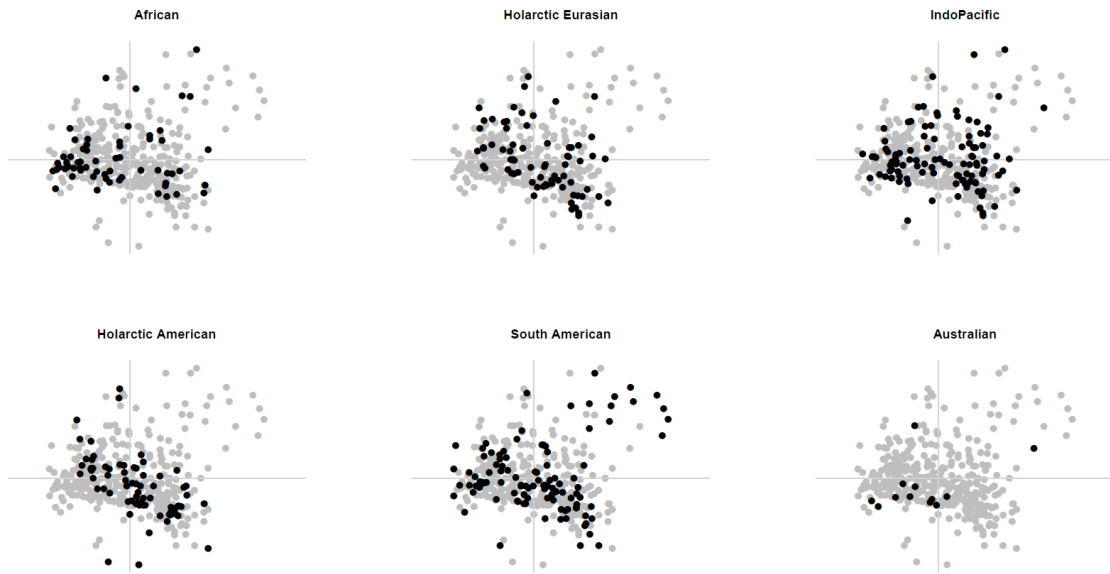 African
Holarctic Eurasian
IndoPacific
Holarctic American
South American
Australian